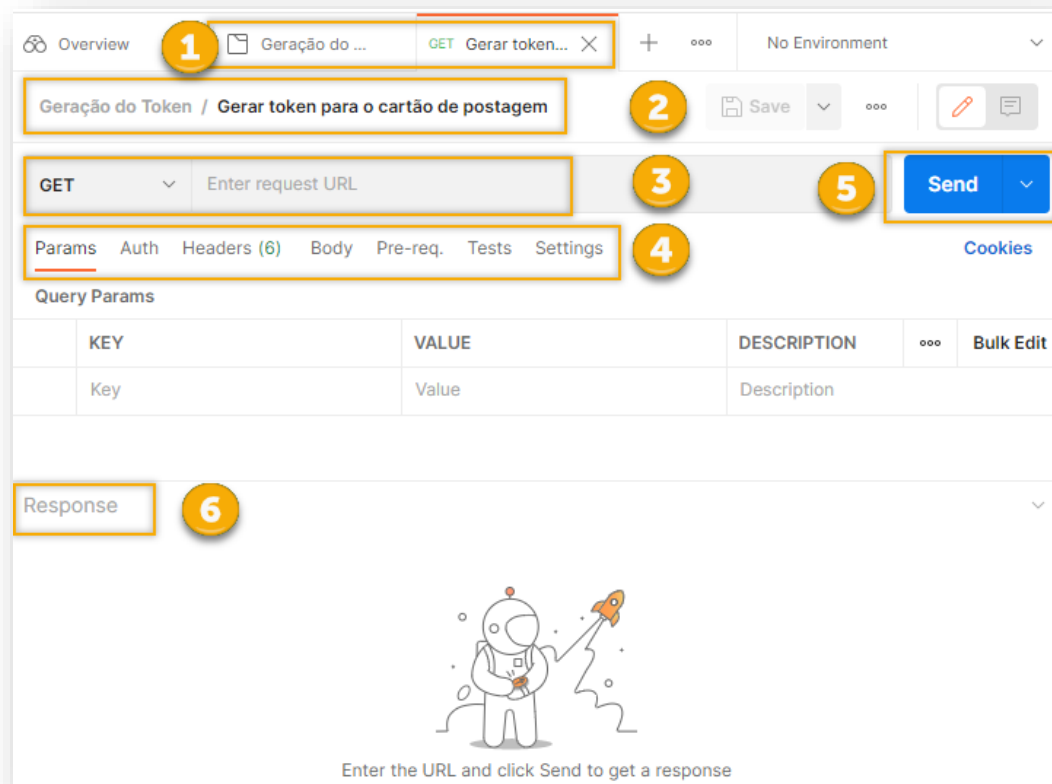 Overview 1 Geração do ... GET Gerar token... No Environment
Geração do Token / Gerar token para o cartão de postagem 2 Save
GET Enter request URL 3 5 Send
Params Auth Headers (6) Body Pre-req. Tests Settings 4 Cookies
Query Params
KEY VALUE DESCRIPTION Bulk Edit
Key Value Description
Response 6
Enter the URL and click Send to get a response